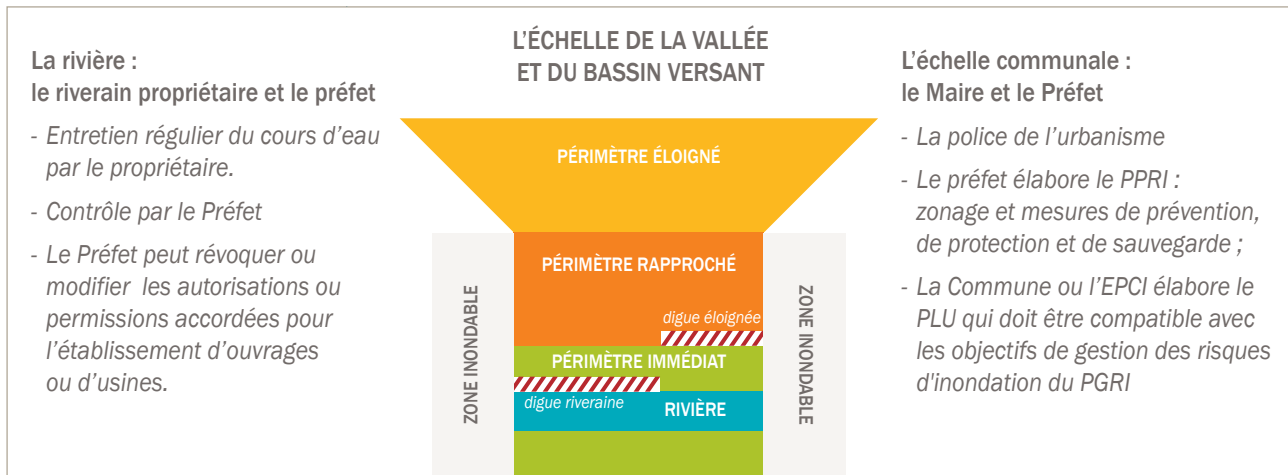 La rivière :
le riverain propriétaire et le préfet
- Entretien régulier du cours d'eau
par le propriétaire.
- Contrôle par le Préfet
- Le Préfet peut révoquer ou
modifier les autorisations ou
permissions accordées pour
l'établissement d'ouvrages
ou d'usines.
L'ÉCHELLE DE LA VALLÉE
ET DU BASSIN VERSANT
PÉRIMÈTRE ÉLOIGNÉ
ZONE INONDABLE
PÉRIMÈTRE RAPPROCHÉ
digue éloignée
PÉRIMÈTRE IMMÉDIAT
digue riveraine
RIVIÈRE
ZONE INONDABLE
L'échelle communale :
le Maire et le Préfet
- La police de l'urbanisme
- Le préfet élabore le PPRI :
zonage et mesures de prévention,
de protection et de sauvegarde ;
- La Commune ou l'EPCI élabore le
PLU qui doit être compatible avec
les objectifs de gestion des risques
d'inondation du PGRI